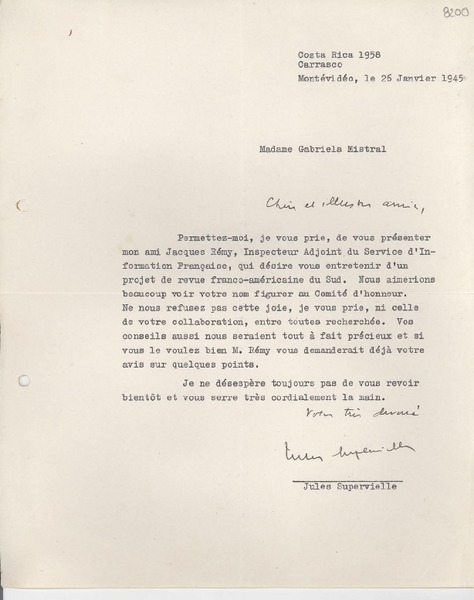 8200
Costa Rica 1958
Carrasco
Montévidéo, le 26 Janvier 1945
Madame Gabriela Mistral
Chère et illustre amie,
Permettez-moi, je vous prie, de vous présenter
mon ami Jacques Rémy, Inspecteur Adjoint du Service d'In-
formation Française, qui désire vous entretenir d'un
projet de revue franco-américaine du Sud. Nous aimerions
beaucoup voir votre nom figurer au Comité d'honneur.
Ne nous refusez pas cette joie, je vous prie, ni celle
de votre collaboration, entre toutes recherchée. Vos
conseils aussi nous seraient tout à fait précieux et si
vous le voulez bien M. Rémy vous demanderait déjà votre
avis sur quelques points.
Je ne désespère toujours pas de vous revoir
bientôt et vous serre très cordialement la main.
Votre très dévoué
Jules Supervielle
Jules Supervielle